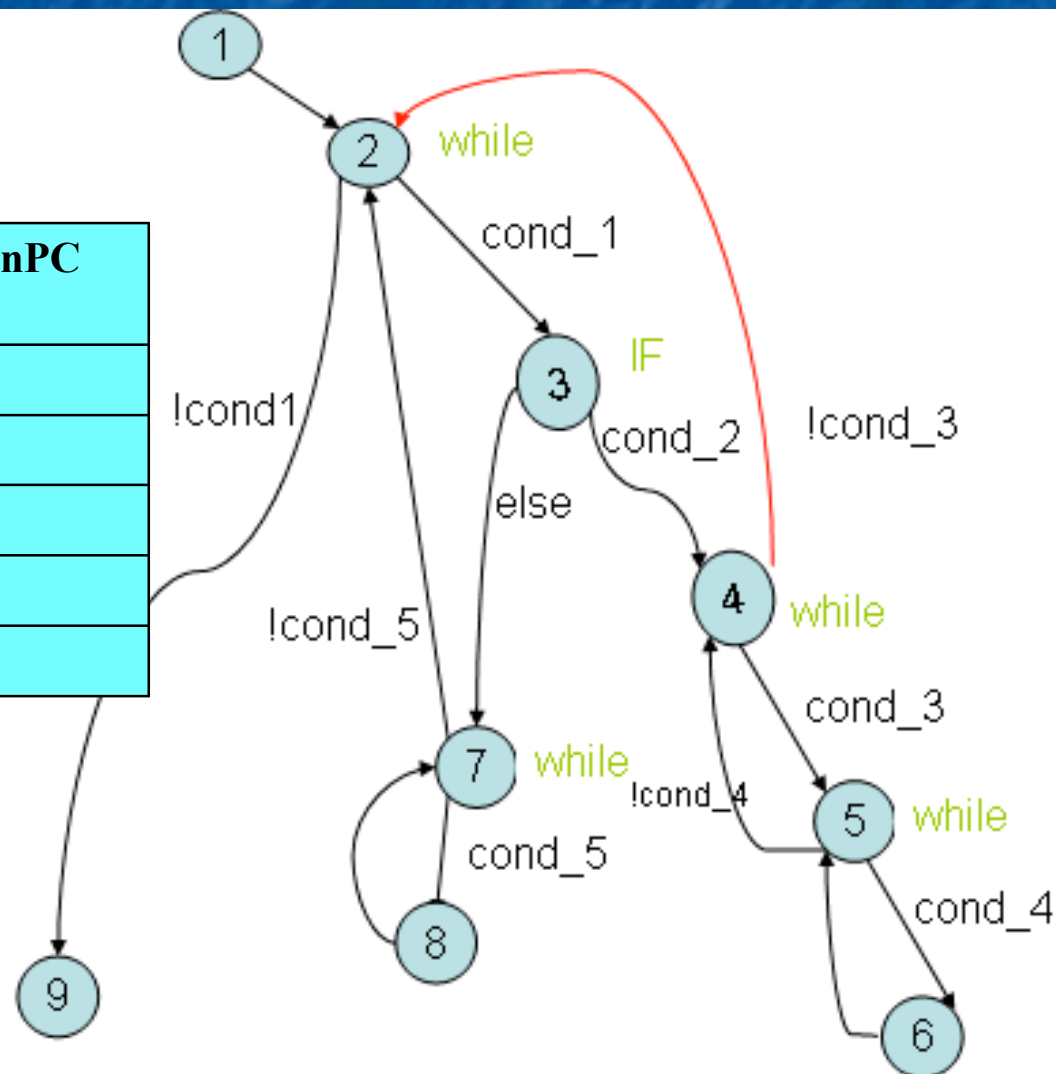 1
2
while
cond_1
nPC
IF
3
!cond1
cond_2
!cond_3
else
4
while
!cond_5
cond_3
7
while
!cond_4
5
while
cond_5
cond_4
8
9
6